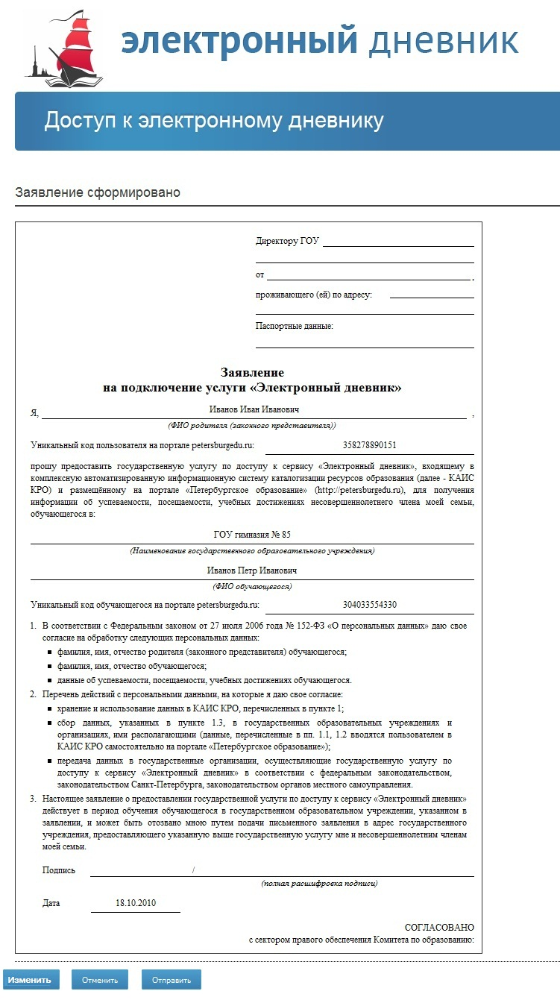 электронный дневник
Доступ к электронному дневнику
Заявление сформировано
Директору ГОУ
от ,
проживающего (ей) по адресу:
Паспортные данные:
Заявление
на подключение услуги «Электронный дневник»
Я, Иванов Иван Иванович ,
(ФИО родителя (законного представителя))
Уникальный код пользователя на портале petersburgedu.ru: 358278890151
прошу предоставить государственную услугу по доступу к сервису «Электронный дневник», входящему в
комплексную автоматизированную информационную систему каталогизации ресурсов образования (далее - КАИС
КРО) и размещённому на портале «Петербургское образование» (http://petersburgedu.ru), для получения
информации об успеваемости, посещаемости, учебных достижениях несовершеннолетнего члена моей семьи,
обучающегося в:
ГОУ гимназия № 85
(Наименование государственного образовательного учреждения)
Иванов Петр Иванович
(ФИО обучающегося)
Уникальный код обучающегося на портале petersburgedu.ru: 304033554330
1. В соответствии с Федеральным законом от 27 июля 2006 года № 152-ФЗ «О персональных данных» даю свое
согласие на обработку следующих персональных данных:
▪ фамилия, имя, отчество родителя (законного представителя) обучающегося;
▪ фамилия, имя, отчество обучающегося;
▪ данные об успеваемости, посещаемости, учебных достижениях обучающегося.
2. Перечень действий с персональными данными, на которые я даю свое согласие:
▪ хранение и использование данных в КАИС КРО, перечисленных в пункте 1;
▪ сбор данных, указанных в пункте 1.3, в государственных образовательных учреждениях и
организациях, ими располагающими (данные, перечисленные в пп. 1.1, 1.2 вводятся пользователем в
КАИС КРО самостоятельно на портале «Петербургское образование»);
▪ передача данных в государственные организации, осуществляющие государственную услугу по
доступу к сервису «Электронный дневник» в соответствии с федеральным законодательством,
законодательством Санкт-Петербурга, законодательством органов местного самоуправления.
3. Настоящее заявление о предоставлении государственной услуги по доступу к сервису «Электронный дневник»
действует в период обучения обучающегося в государственном образовательном учреждении, указанном в
заявлении, и может быть отозвано мною путем подачи письменного заявления в адрес государственного
учреждения, предоставляющего указанную выше государственную услугу мне и несовершеннолетним членам
моей семьи.
Подпись /
(полная расшифровка подписи)
Дата 18.10.2010
СОГЛАСОВАНО
с сектором правого обеспечения Комитета по образованию:
Изменить Отменить Отправить